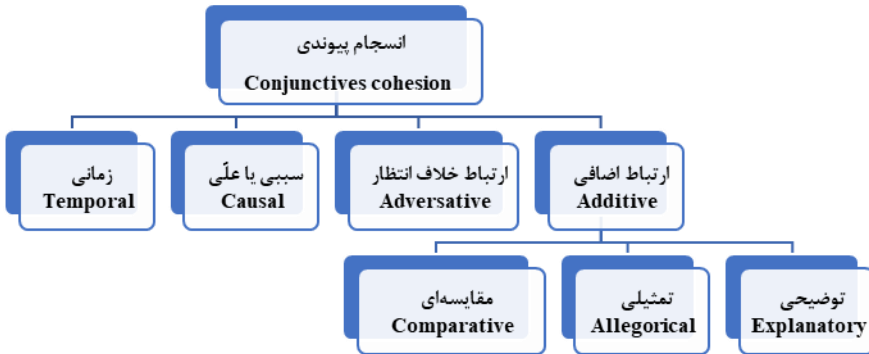 انسجام پیوندی
Conjunctives cohesion
ارتباط اضافی
Additive
ارتباط خلاف انتظار
Adversative
سببی یا علّی
Causal
زمانی
Temporal
توضیحی
Explanatory
تمثیلی
Allegorical
مقایسه‌ای
Comparative